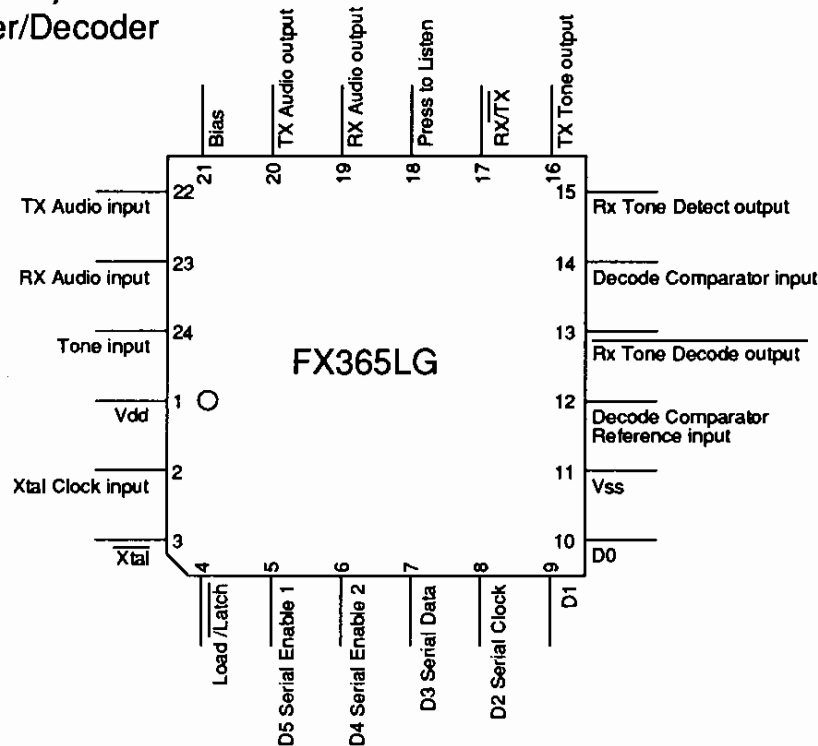 er/Decoder
Bias
TX Audio output
RX Audio output
Press to Listen
RX/TX
TX Tone output
21
20
19
18
17
16
TX Audio input
22
15
Rx Tone Detect output
RX Audio input
23
14
Decode Comparator input
Tone input
24
13
Rx Tone Decode output
FX365LG
Vdd
1
12
Decode Comparator
Reference input
Xtal Clock input
2
11
Vss
Xtal
3
10
D0
4
5
6
7
8
9
Load /Latch
D5 Serial Enable 1
D4 Serial Enable 2
D3 Serial Data
D2 Serial Clock
D1